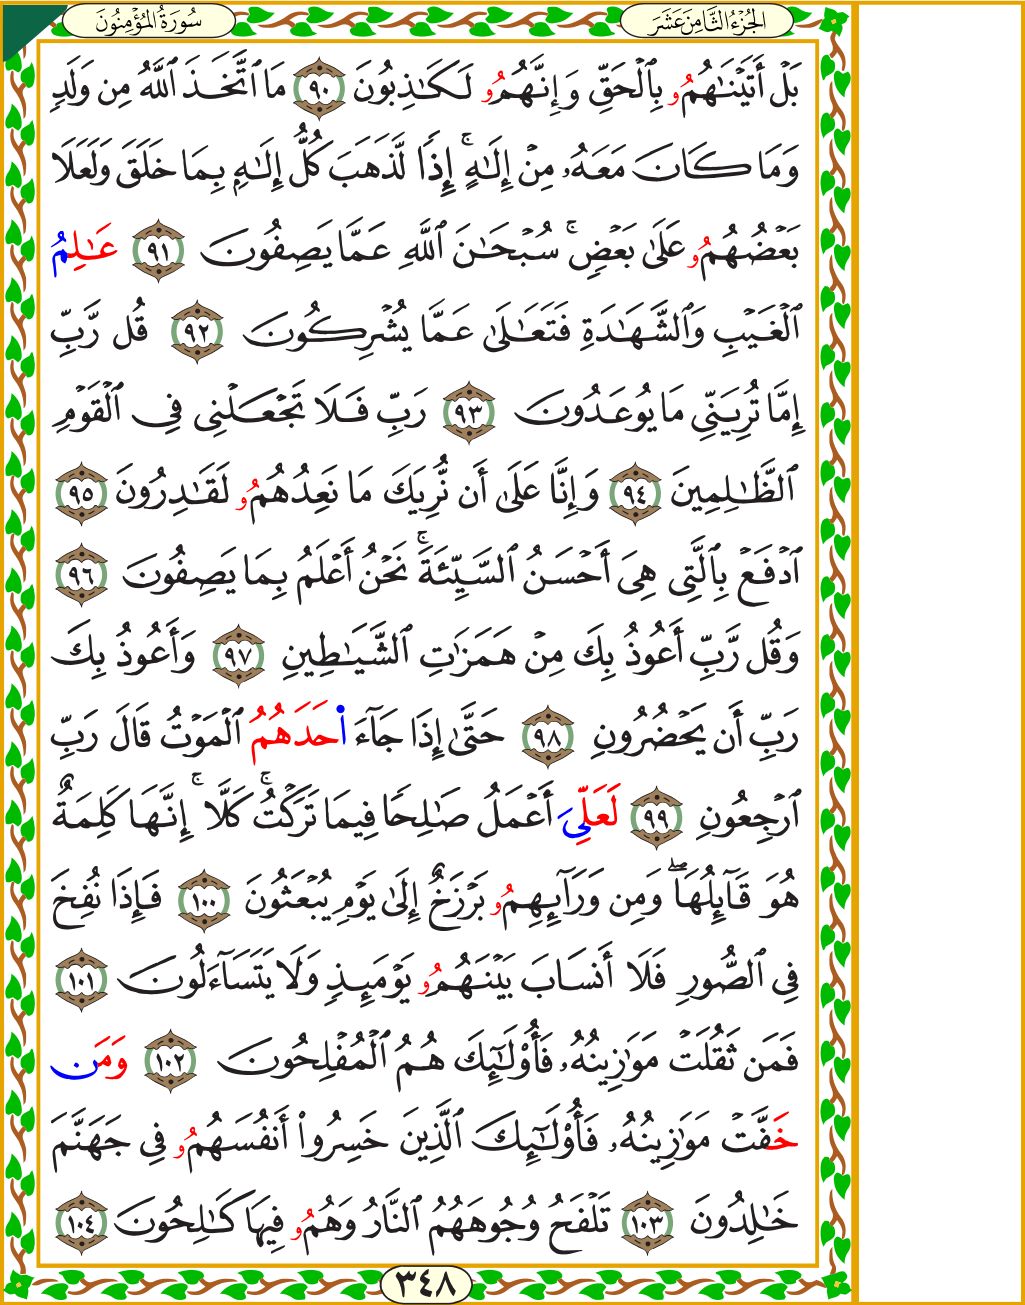 الجُزْءُ الثَّامِنَ عَشَرَ
سُورَةُ المُؤْمِنُونَ
بَلْ أَتَيْنَٰهُمُۥ بِٱلْحَقِّ وَإِنَّهُمُۥ لَكَٰذِبُونَ ٩٠ مَا ٱتَّخَذَ ٱللَّهُ مِن وَلَدٍ
وَمَا كَانَ مَعَهُۥ مِنْ إِلَٰهٍ ۚ إِذًا لَّذَهَبَ كُلُّ إِلَٰهٍۭ بِمَا خَلَقَ وَلَعَلَا
بَعْضُهُمُۥ عَلَىٰ بَعْضٍ ۚ سُبْحَٰنَ ٱللَّهِ عَمَّا يَصِفُونَ ٩١ عَٰلِمُ
ٱلْغَيْبِ وَٱلشَّهَٰدَةِ فَتَعَٰلَىٰ عَمَّا يُشْرِكُونَ ٩٢ قُل رَّبِّ
إِمَّا تُرِيَنِّي مَا يُوعَدُونَ ٩٣ رَبِّ فَلَا تَجْعَلْنِي فِي ٱلْقَوْمِ
ٱلظَّٰلِمِينَ ٩٤ وَإِنَّا عَلَىٰ أَن نُّرِيَكَ مَا نَعِدُهُمُۥ لَقَٰدِرُونَ ٩٥
ٱدْفَعْ بِٱلَّتِي هِيَ أَحْسَنُ ٱلسَّيِّئَةَ ۚ نَحْنُ أَعْلَمُ بِمَا يَصِفُونَ ٩٦
وَقُل رَّبِّ أَعُوذُ بِكَ مِنْ هَمَزَٰتِ ٱلشَّيَٰطِينِ ٩٧ وَأَعُوذُ بِكَ
رَبِّ أَن يَحْضُرُونِ ٩٨ حَتَّىٰ إِذَا جَآءَ اَ۬حَدَهُمُ ٱلْمَوْتُ قَالَ رَبِّ
ٱرْجِعُونِ ٩٩ لَعَلِّيَ أَعْمَلُ صَٰلِحًا فِيمَا تَرَكْتُ ۚ كَلَّا ۚ إِنَّهَا كَلِمَةٌ
هُوَ قَآئِلُهَا ۖ وَمِن وَرَآئِهِمُۥ بَرْزَخٌ إِلَىٰ يَوْمِ يُبْعَثُونَ ١٠٠ فَإِذَا نُفِخَ
فِي ٱلصُّورِ فَلَا أَنسَابَ بَيْنَهُمُۥ يَوْمَئِذٍ وَلَا يَتَسَآءَلُونَ ١٠١
فَمَن ثَقُلَتْ مَوَٰزِينُهُۥ فَأُوْلَٰٓئِكَ هُمُ ٱلْمُفْلِحُونَ ١٠٢ وَمَن
خَفَّتْ مَوَٰزِينُهُۥ فَأُوْلَٰٓئِكَ ٱلَّذِينَ خَسِرُواْ أَنفُسَهُمُۥ فِي جَهَنَّمَ
خَٰلِدُونَ ١٠٣ تَلْفَحُ وُجُوهَهُمُ ٱلنَّارُ وَهُمُۥ فِيهَا كَٰلِحُونَ ١٠٤
٣٤٨